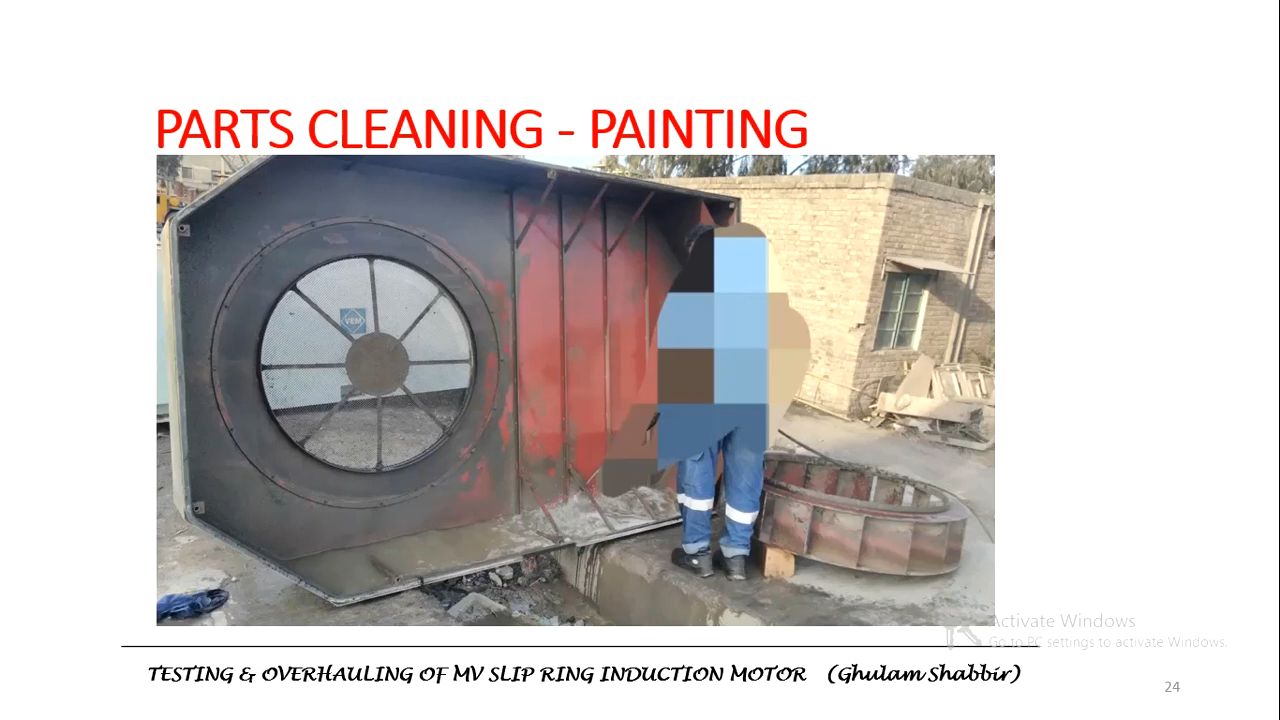 PARTS CLEANING - PAINTING
VEM
Activate Windows
Go to PC settings to activate Windows.
TESTING & OVERHAULING OF MV SLIP RING INDUCTION MOTOR (Ghulam Shabbir)
24